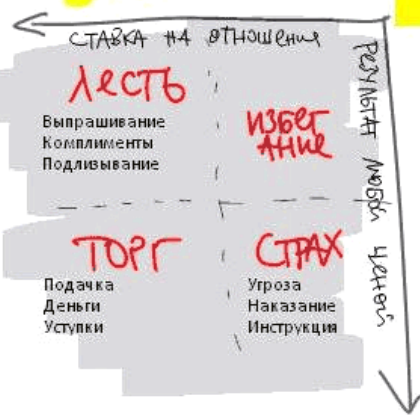 СТАВКА НА ОТНОШЕНИЯ
РЕЗУЛЬТАТ ЛЮБОЙ ЦЕНОЙ
ЛЕСТЬ
Выпрашивание
Комплименты
Подлизывание
ИЗБЕГ
АНИЕ
ТОРГ
Подачка
Деньги
Уступки
СТРАХ
Угроза
Наказание
Инструкция